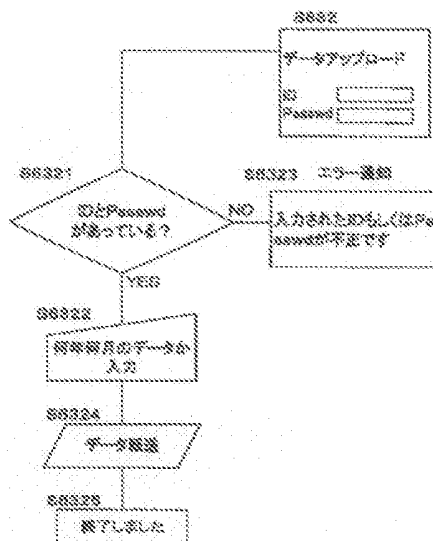 S602
データアップロード
ID
Passwd
S6321
IDとPasswd
があっている？
NO
S6323 エラー通知
入力されたIDもしくはPa
sswdが不正です
YES
S6322
何年何月のデータか
入力
S6324
データ転送
S6325
終了しました